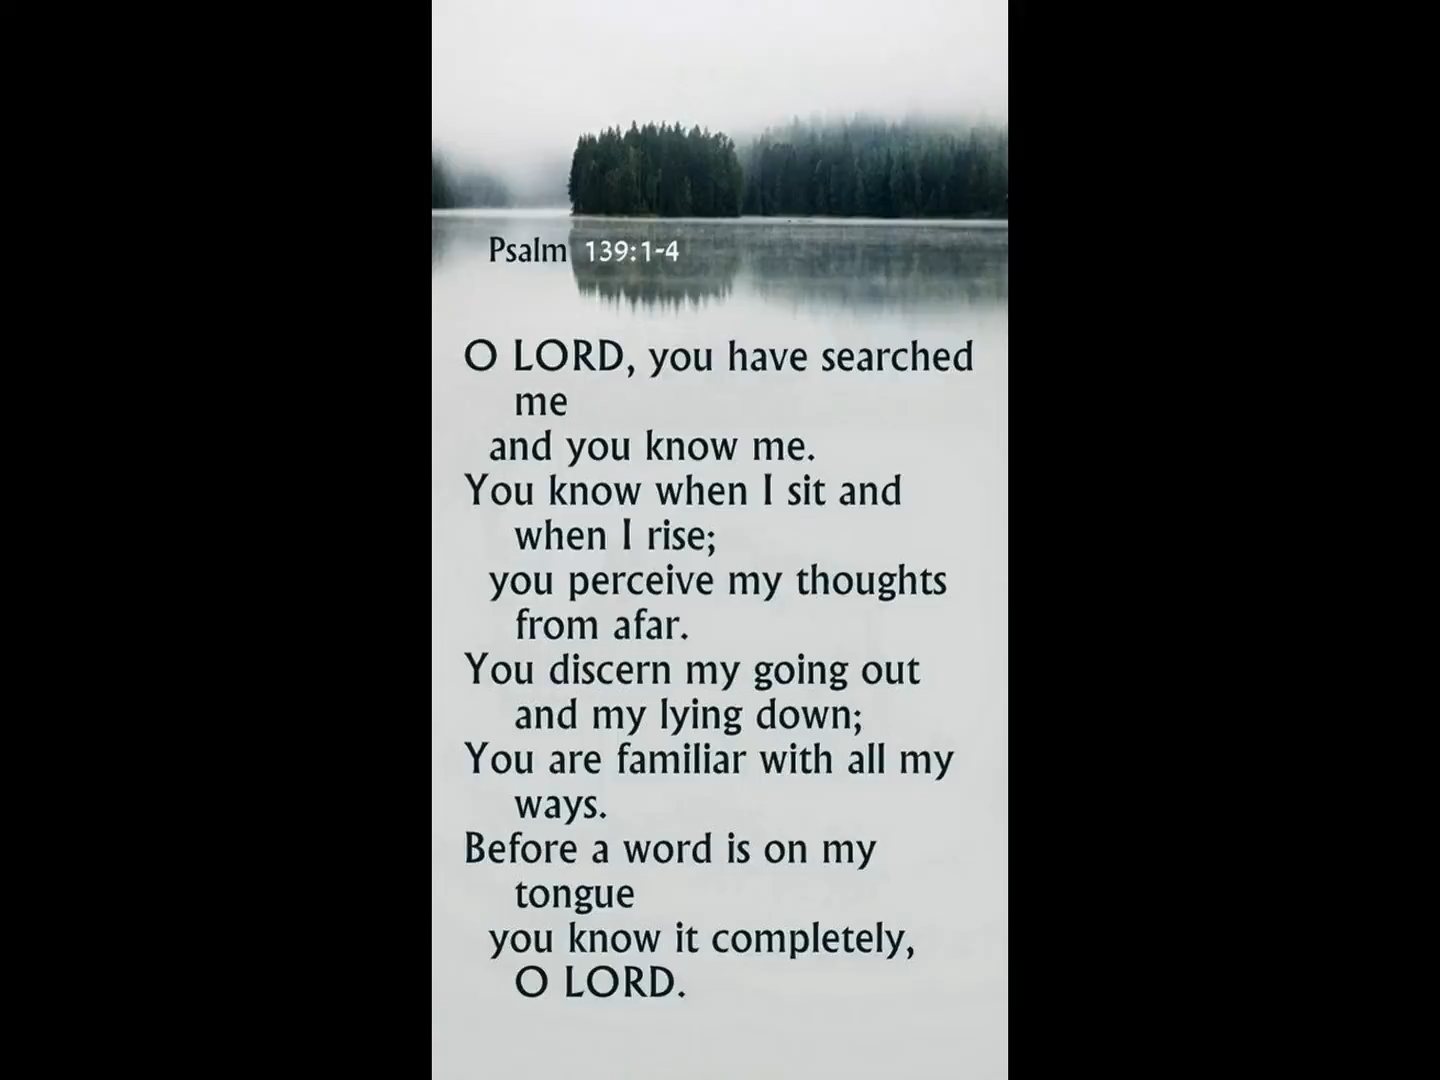 Psalm 139:1-4
O LORD, you have searched
me
and you know me.
You know when I sit and
when I rise;
you perceive my thoughts
from afar.
You discern my going out
and my lying down;
You are familiar with all my
ways.
Before a word is on my
tongue
you know it completely,
O LORD.